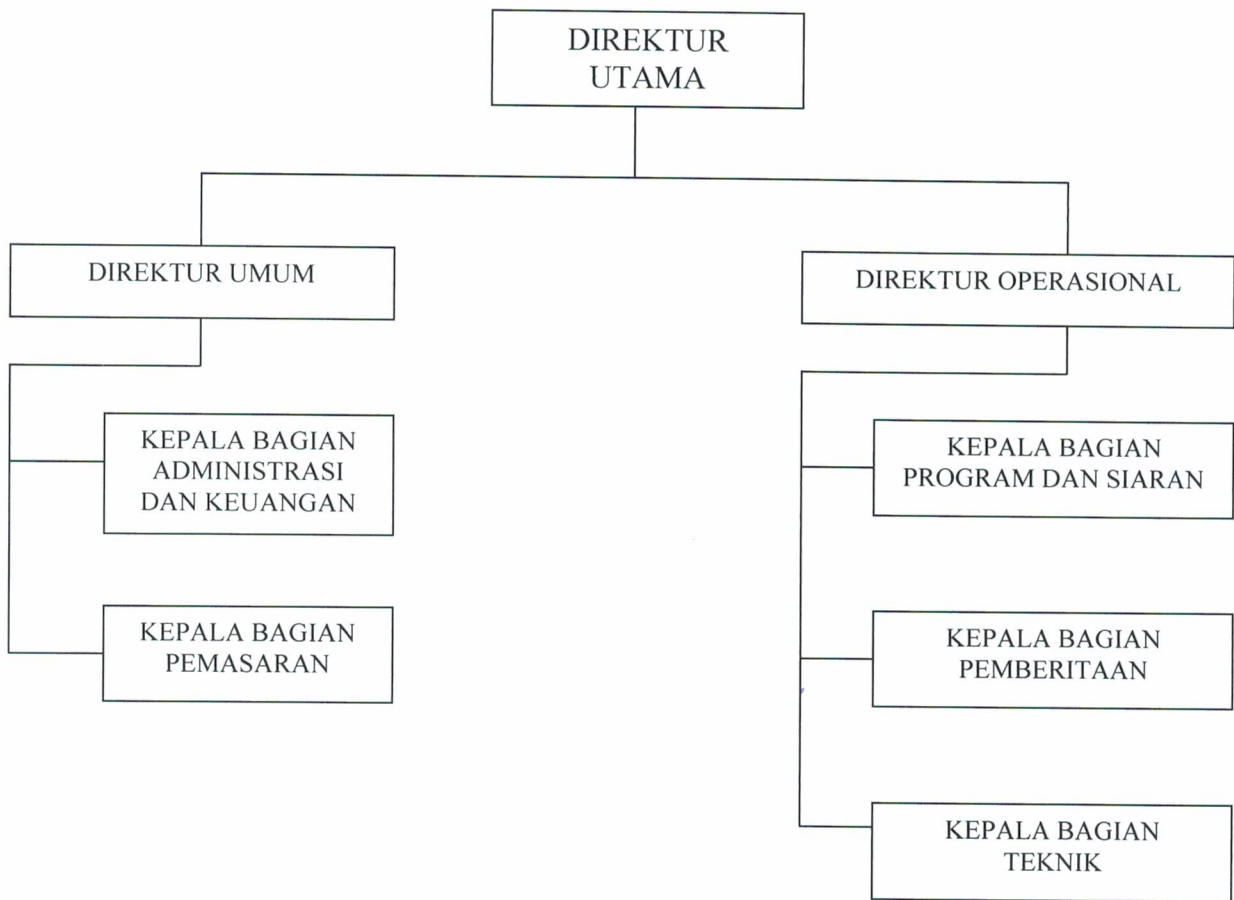 DIREKTUR
UTAMA
DIREKTUR UMUM
DIREKTUR OPERASIONAL
KEPALA BAGIAN
ADMINISTRASI
DAN KEUANGAN
KEPALA BAGIAN
PEMASARAN
KEPALA BAGIAN
PROGRAM DAN SIARAN
KEPALA BAGIAN
PEMBERITAAN
KEPALA BAGIAN
TEKNIK